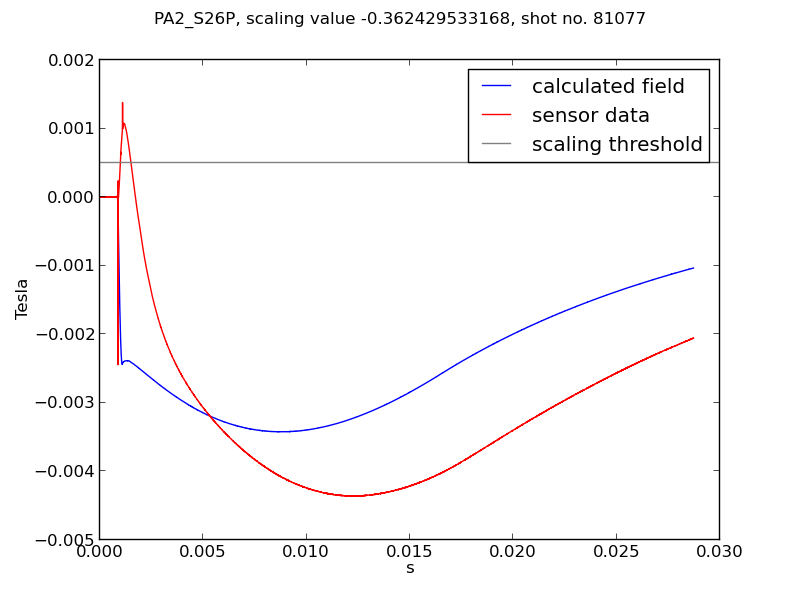 PA2_S26P, scaling value -0.362429533168, shot no. 81077
calculated field
sensor data
scaling threshold
0.002
0.001
0.000
−0.001
−0.002
−0.003
−0.004
−0.005
Tesla
0.000 0.005 0.010 0.015 0.020 0.025 0.030
s